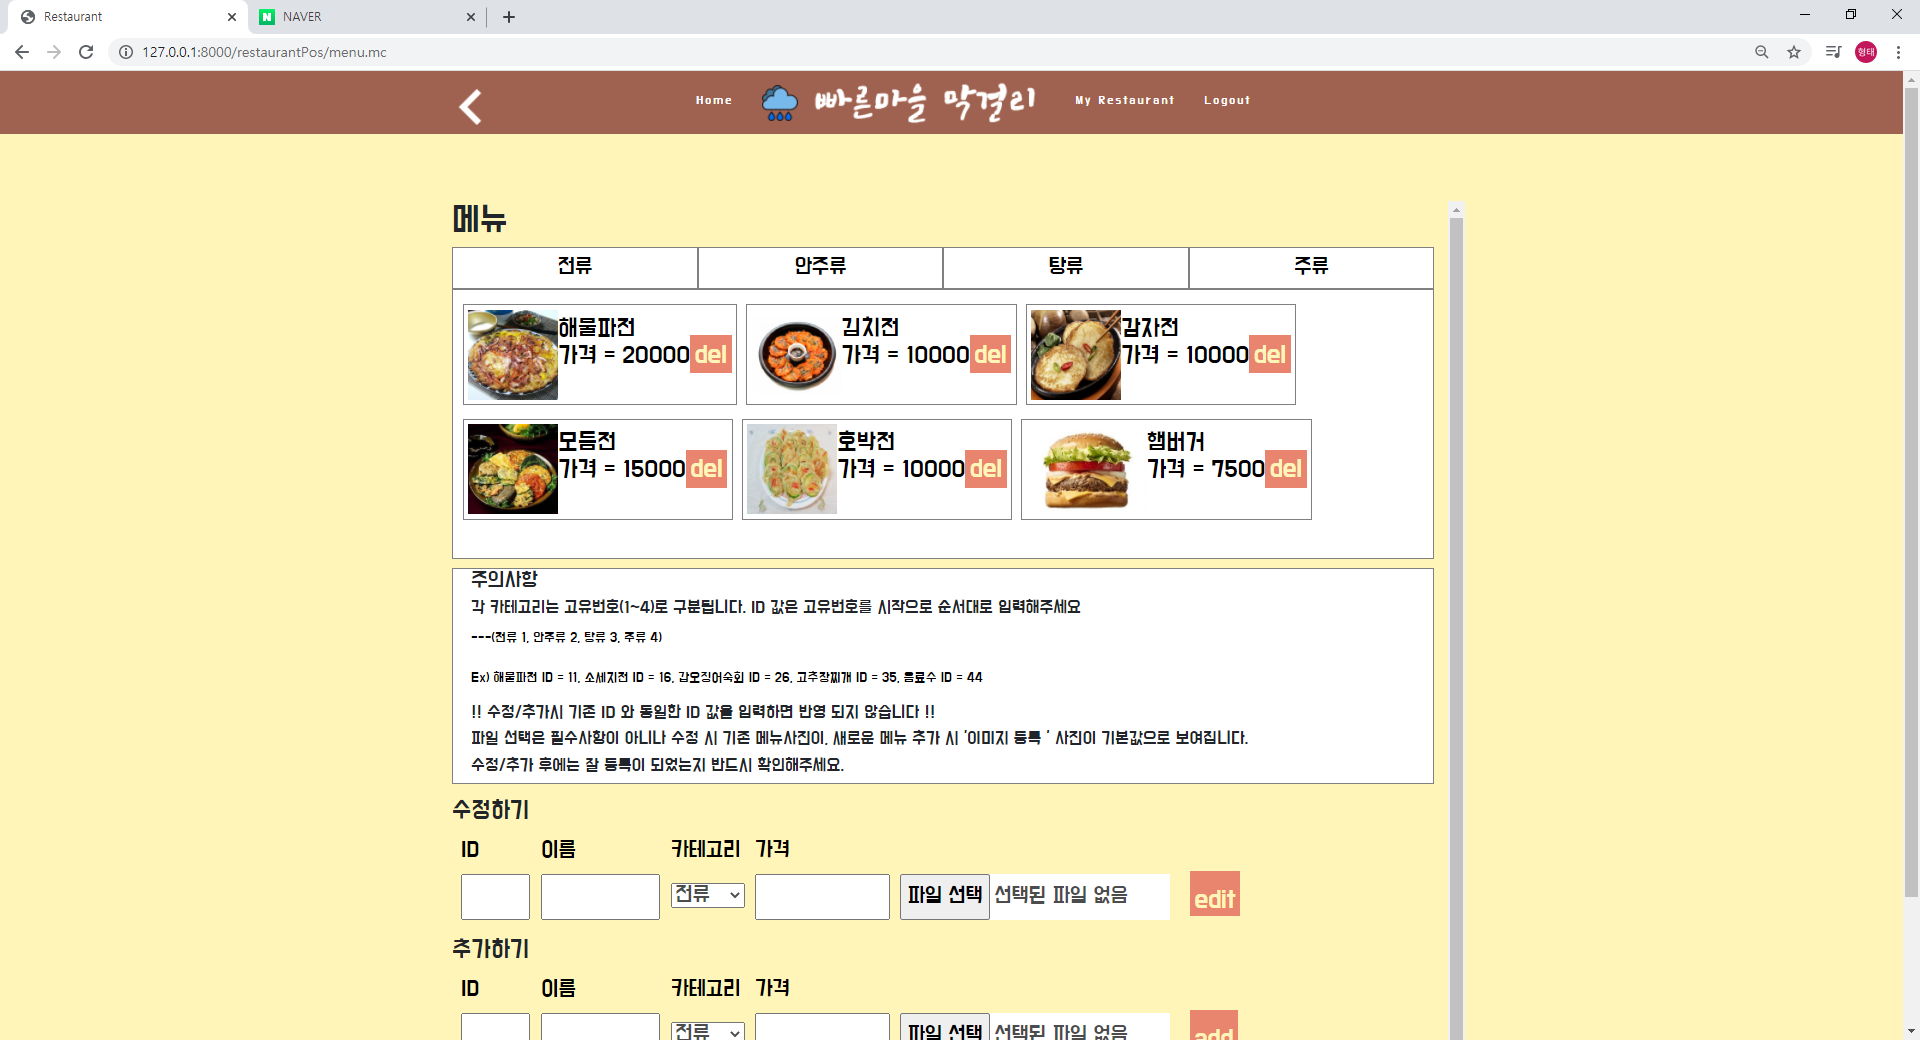 Restaurant
NAVER
127.0.0.1:8000/restaurantPos/menu.mc
형태
Home
빠른마을 막걸리
My Restaurant
Logout
메뉴
전류
안주류
탕류
주류
해물파전
가격 = 20000 del
김치전
가격 = 10000 del
감자전
가격 = 10000 del
모듬전
가격 = 15000 del
호박전
가격 = 10000 del
햄버거
가격 = 7500 del
주의사항
각 카테고리는 고유번호(1~4)로 구분됩니다. ID 값은 고유번호를 시작으로 순서대로 입력해주세요
---(전류 1, 안주류 2, 탕류 3, 주류 4)
Ex) 해물파전 ID = 11, 소세지전 ID = 16, 갑오징어숙회 ID = 26, 고추장찌개 ID = 35, 음료수 ID = 44
!! 수정/추가시 기존 ID 와 동일한 ID 값을 입력하면 반영 되지 않습니다 !!
파일 선택은 필수사항이 아니나 수정 시 기존 메뉴사진이, 새로운 메뉴 추가 시 '이미지 등록 ' 사진이 기본값으로 보여집니다.
수정/추가 후에는 잘 등록이 되었는지 반드시 확인해주세요.
수정하기
ID 이름 카테고리 가격
전류 파일 선택 선택된 파일 없음 edit
추가하기
ID 이름 카테고리 가격
전류 파일 선택 선택된 파일 없음 add